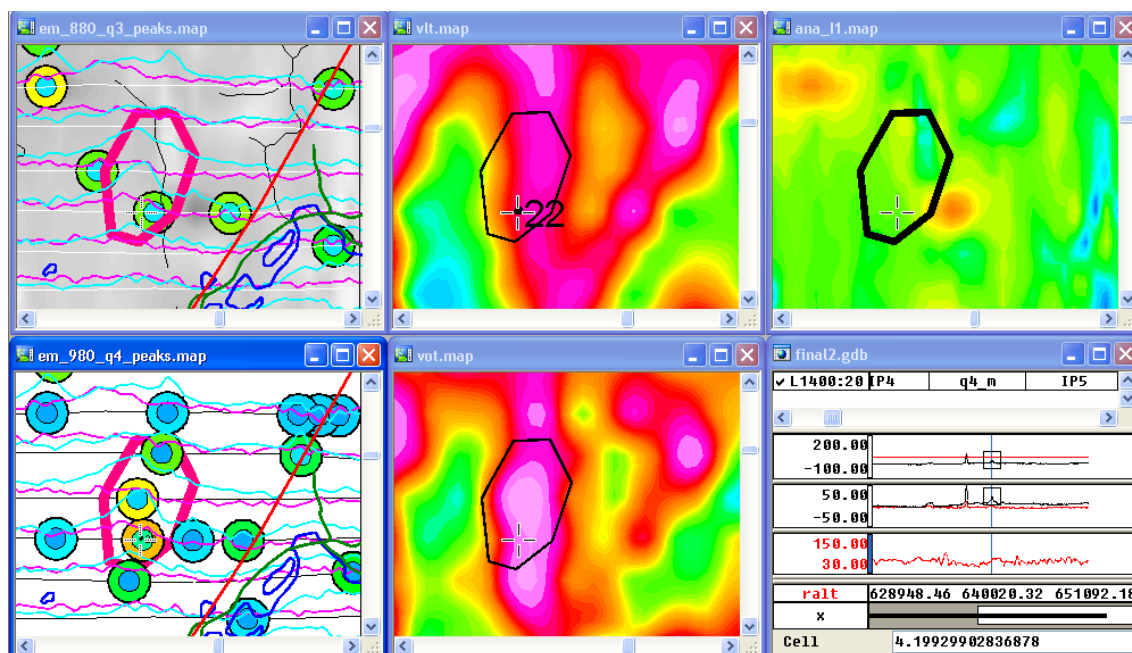 em_880_q3_peaks.map
vlt.map
ana_l1.map
22
em_980_q4_peaks.map
vot.map
final2.gdb
L1400:20 IP4 q4_m IP5
200.00
-100.00
50.00
-50.00
150.00
30.00
ralt 628948.46 640020.32 651092.18
x
Cell 4.19929902836878